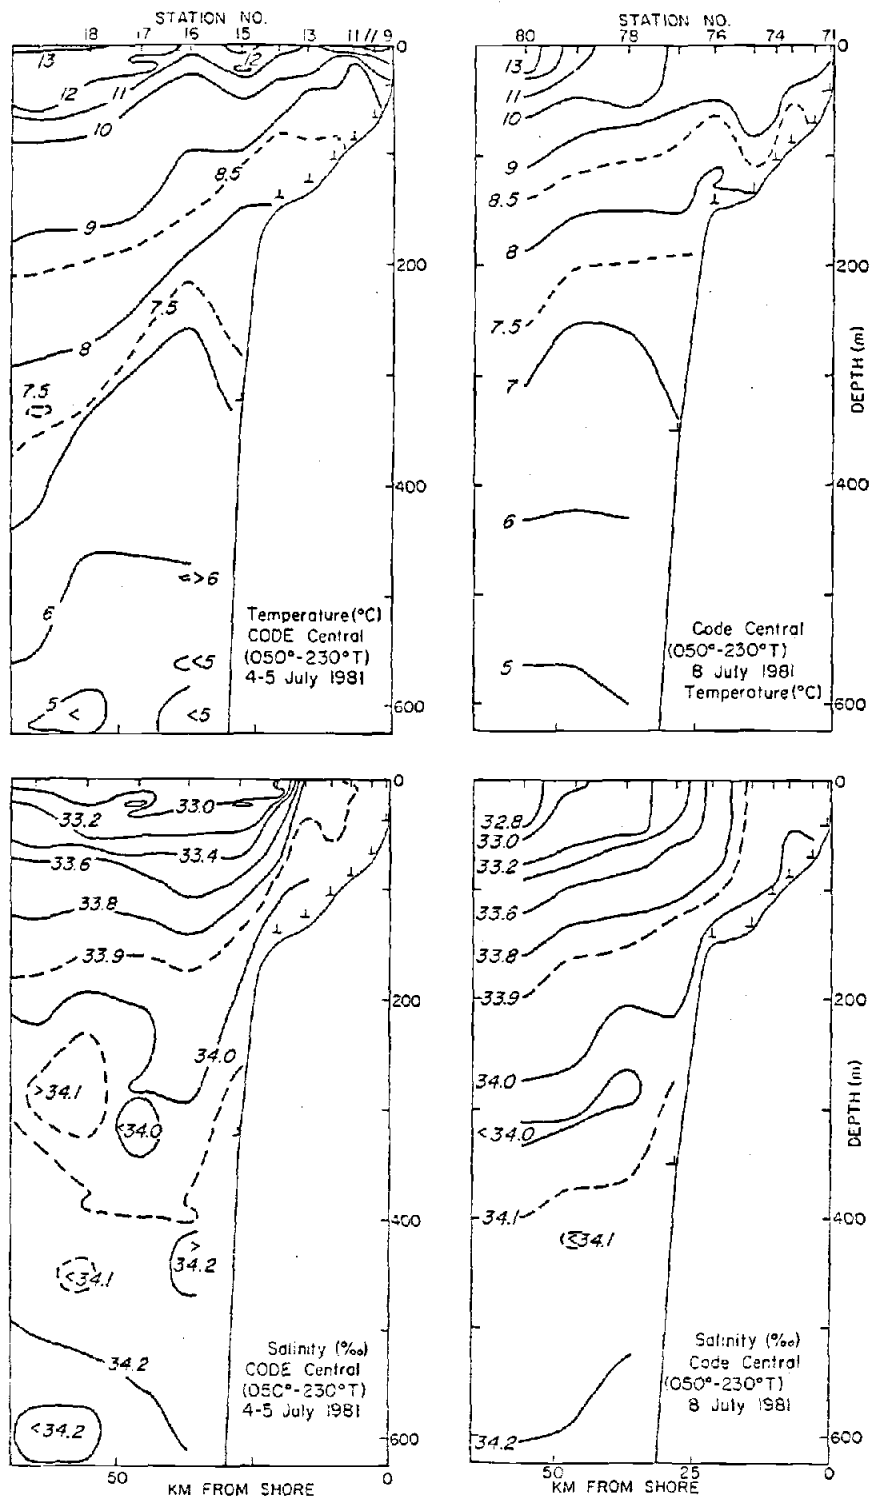 STATION NO.
18 17 16 15 13 11 9
0
13
12
12
11
10
8.5
9
200
7.5
8
7.5
400
<>6
6
Temperature (°C)
CODE Central
(050°-230°T)
4-5 July 1981
<<5
5
<
<5
600
STATION NO.
80 78 76 74 71
0
13
11
10
9
8.5
8
200
7.5
DEPTH (m)
7
400
6
Code Central
(050°-230°T)
8 July 1981
Temperature (°C)
5
600
0
33.0
33.2
33.4
33.6
33.8
33.9
200
34.0
>34.1
<34.0
400
>
34.2
<34.1
Salinity (‰)
CODE Central
(050°-230°T)
4-5 July 1981
34.2
<34.2
600
50 0
KM FROM SHORE
0
32.8
33.0
33.2
33.6
33.8
33.9
200
34.0
DEPTH (m)
<34.0
34.1
400
<34.1
Salinity (‰)
Code Central
(050°-230°T)
8 July 1981
34.2
600
50 25 0
KM FROM SHORE